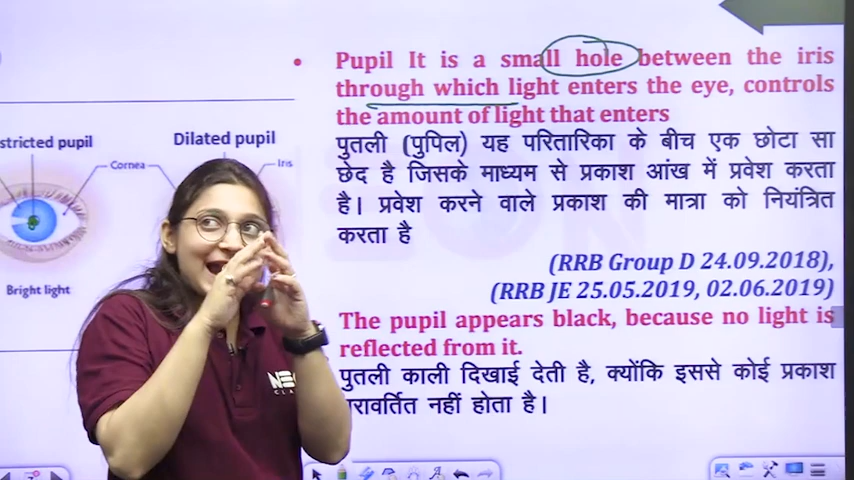 Pupil It is a small hole between the iris
through which light enters the eye, controls
the amount of light that enters
पुतली (पुपिल) यह परितारिका के बीच एक छोटा सा
छेद है जिसके माध्यम से प्रकाश आंख में प्रवेश करता
है। प्रवेश करने वाले प्रकाश की मात्रा को नियंत्रित
करता है
(RRB Group D 24.09.2018),
(RRB JE 25.05.2019, 02.06.2019)
The pupil appears black, because no light is
reflected from it.
पुतली काली दिखाई देती है, क्योंकि इससे कोई प्रकाश
रावर्तित नहीं होता है।
stricted pupil
Dilated pupil
Cornea
Iris
Bright light